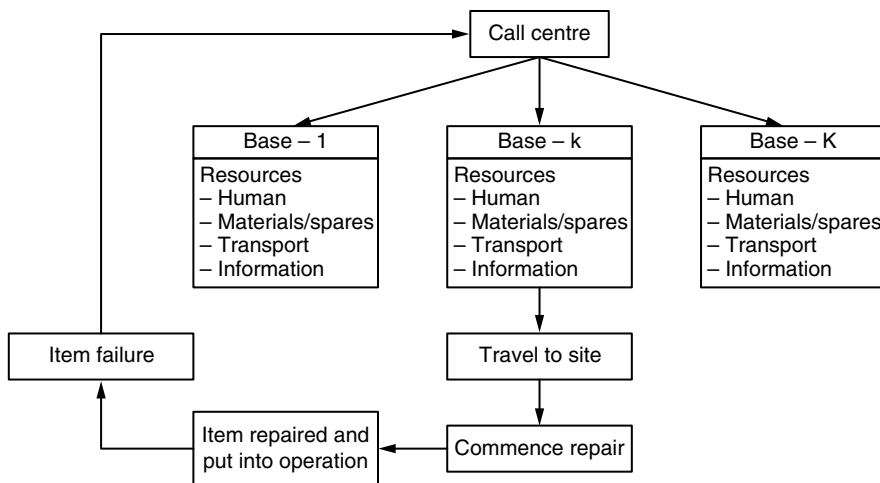 Call centre
Base – 1
Resources
– Human
– Materials/spares
– Transport
– Information
Base – k
Resources
– Human
– Materials/spares
– Transport
– Information
Base – K
Resources
– Human
– Materials/spares
– Transport
– Information
Item failure
Travel to site
Item repaired and
put into operation
Commence repair